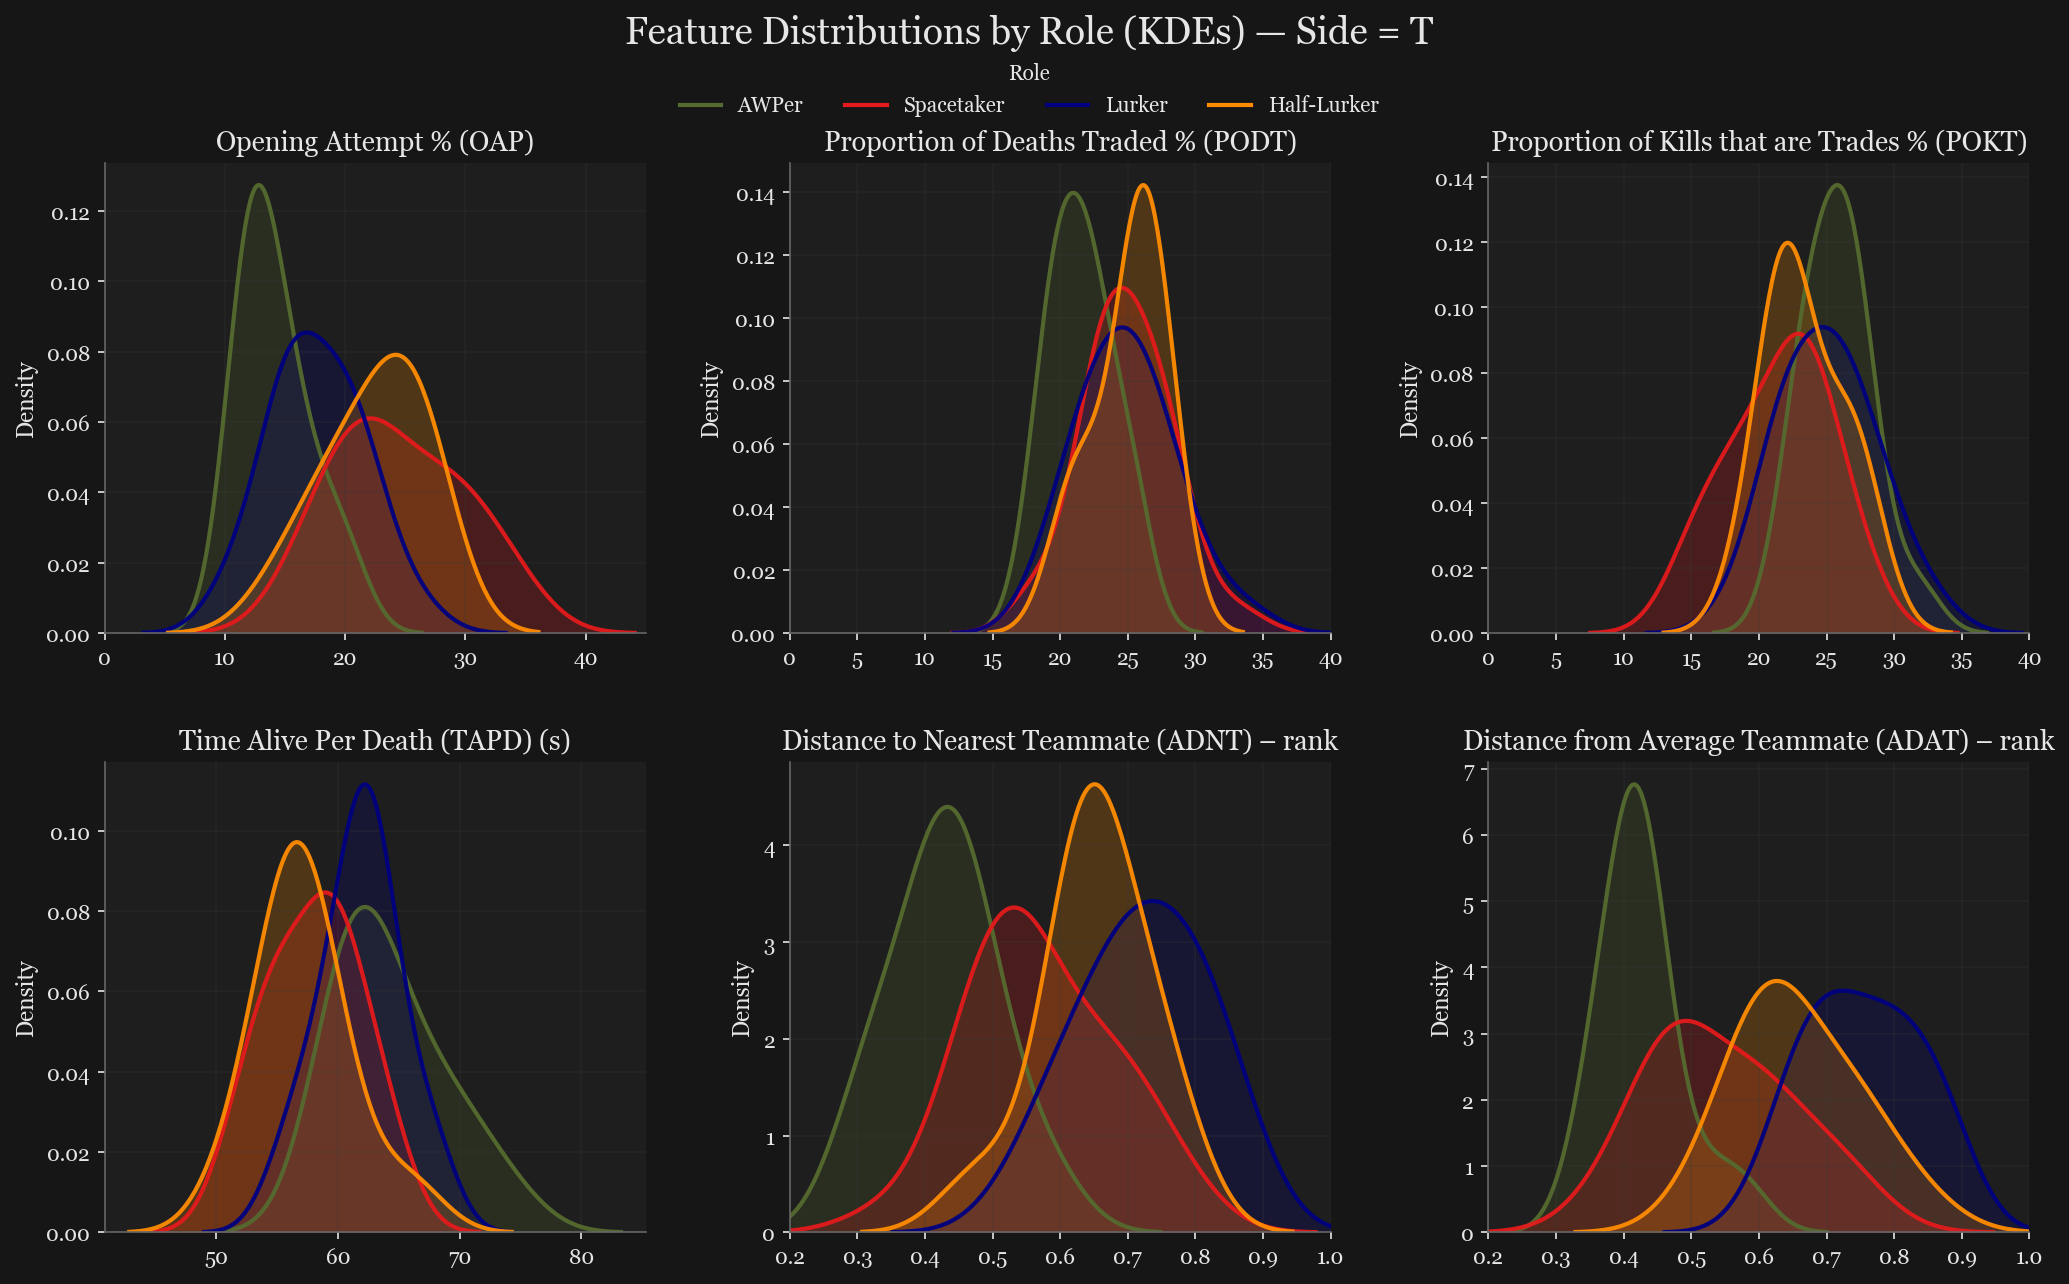 Feature Distributions by Role (KDEs) — Side = T
Role
AWPer Spacetaker Lurker Half-Lurker
Opening Attempt % (OAP)
Density
0.12
0.10
0.08
0.06
0.04
0.02
0.00
0 10 20 30 40
Proportion of Deaths Traded % (PODT)
Density
0.14
0.12
0.10
0.08
0.06
0.04
0.02
0.00
0 5 10 15 20 25 30 35 40
Proportion of Kills that are Trades % (POKT)
Density
0.14
0.12
0.10
0.08
0.06
0.04
0.02
0.00
0 5 10 15 20 25 30 35 40
Time Alive Per Death (TAPD) (s)
Density
0.10
0.08
0.06
0.04
0.02
0.00
50 60 70 80
Distance to Nearest Teammate (ADNT) – rank
Density
4
3
2
1
0
0.2 0.3 0.4 0.5 0.6 0.7 0.8 0.9 1.0
Distance from Average Teammate (ADAT) – rank
Density
7
6
5
4
3
2
1
0
0.2 0.3 0.4 0.5 0.6 0.7 0.8 0.9 1.0